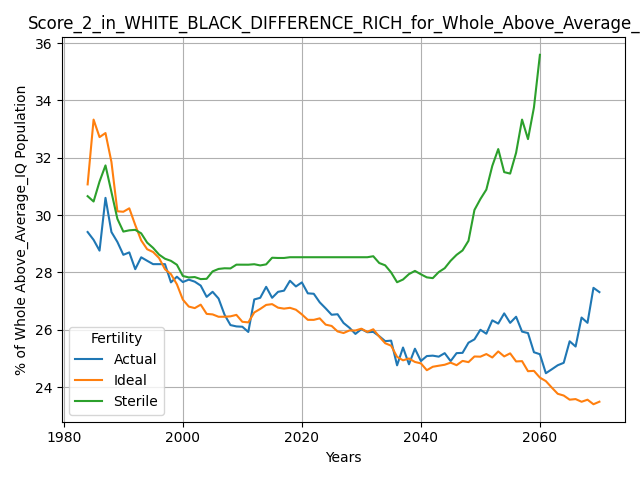 Score_2_in_WHITE_BLACK_DIFFERENCE_RICH_for_Whole_Above_Average_
% of Whole Above_Average_IQ Population
36
34
32
30
28
26
24
Fertility
Actual
Ideal
Sterile
1980
2000
2020
2040
2060
Years